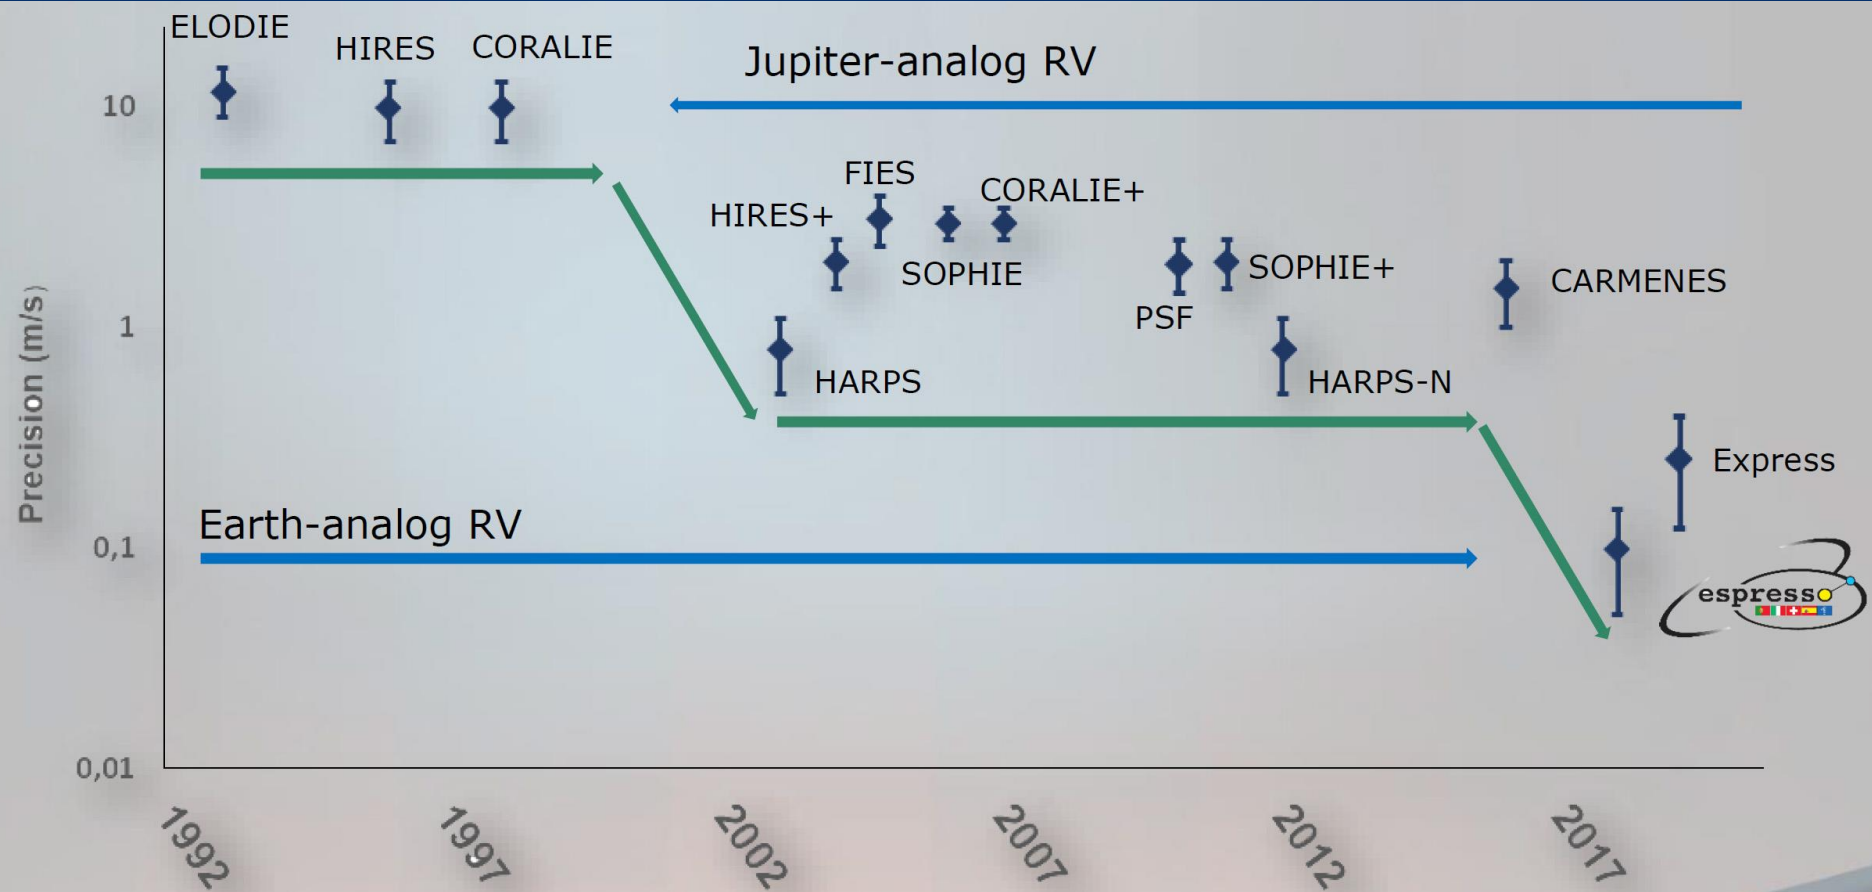 ELODIE
HIRES
CORALIE
Jupiter-analog RV
10
FIES
CORALIE+
HIRES+
SOPHIE
SOPHIE+
CARMENES
PSF
1
HARPS
HARPS-N
Precision (m/s)
Express
Earth-analog RV
0,1
espresso
0,01
1992
1997
2002
2007
2012
2017